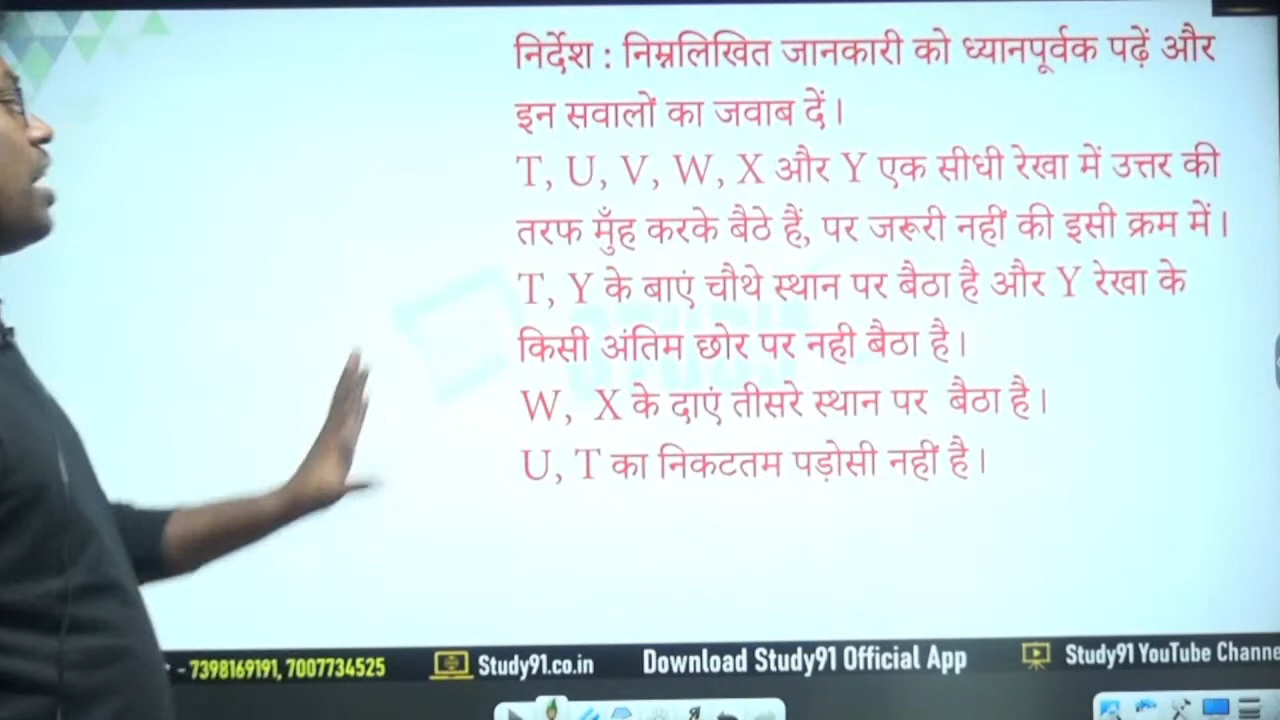 निर्देश : निम्नलिखित जानकारी को ध्यानपूर्वक पढ़ें और
इन सवालों का जवाब दें।
T, U, V, W, X और Y एक सीधी रेखा में उत्तर की
तरफ मुँह करके बैठे हैं, पर जरूरी नहीं की इसी क्रम में।
T, Y के बाएं चौथे स्थान पर बैठा है और Y रेखा के
किसी अंतिम छोर पर नही बैठा है।
W, X के दाएं तीसरे स्थान पर बैठा है।
U, T का निकटतम पड़ोसी नहीं है।
- 7398169191, 7007734525 Study91.co.in Download Study91 Official App Study91 YouTube Channe